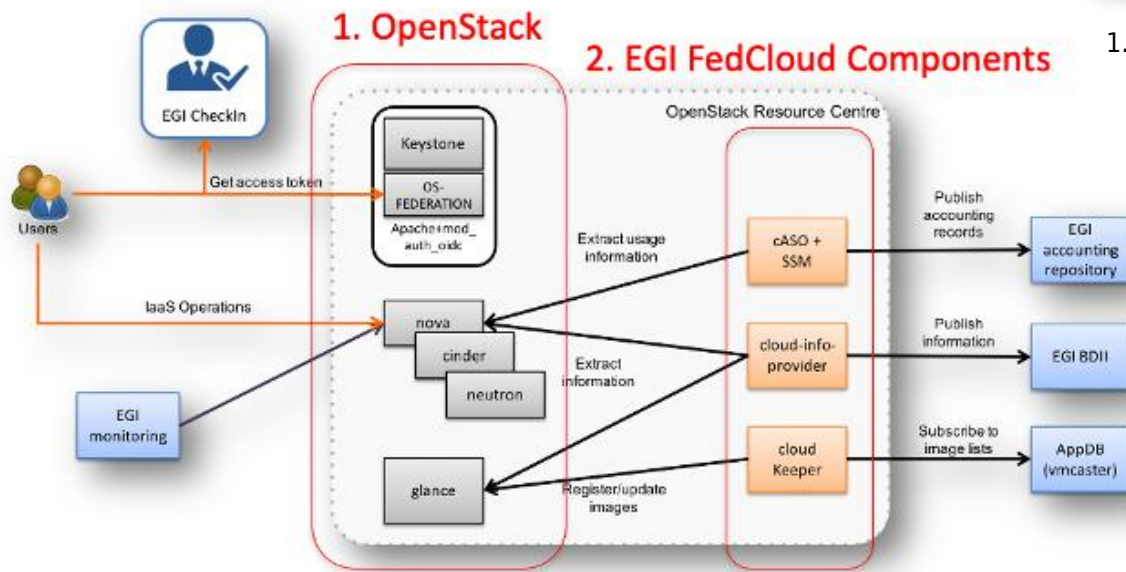 1. OpenStack
2. EGI FedCloud Components
1.
EGI CheckIn
OpenStack Resource Centre
Keystone
Get access token
OS-
FEDERATION
Users
Apache+mod_
auth_oidc
Extract usage
information
cASO +
SSM
Publish
accounting
records
EGI
accounting
repository
IaaS Operations
nova
cinder
neutron
Extract
information
cloud-info-
provider
Publish
information
EGI BDII
EGI
monitoring
glance
Register/update
images
cloud
Keeper
Subscribe to
image lists
AppDB
(vmcaster)